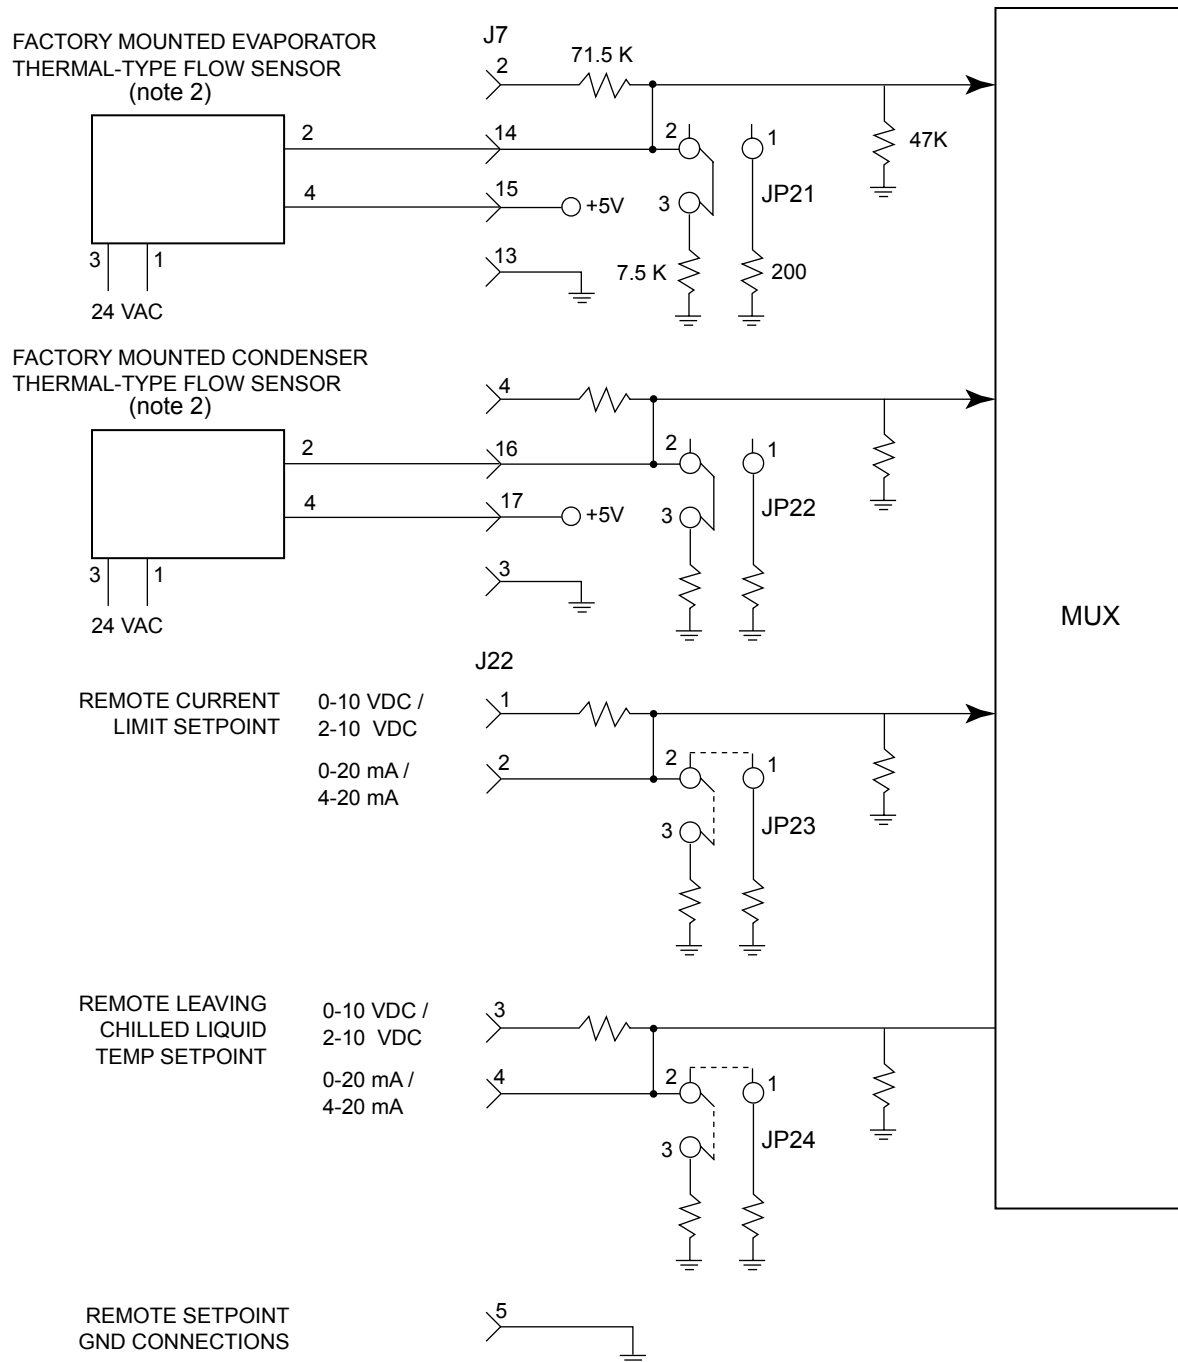 FACTORY MOUNTED EVAPORATOR
THERMAL-TYPE FLOW SENSOR
(note 2)
J7
2
71.5 K
2
14
2
1
47K
4
15
+5V
3
JP21
3
1
13
7.5 K
200
24 VAC
FACTORY MOUNTED CONDENSER
THERMAL-TYPE FLOW SENSOR
(note 2)
4
2
16
2
1
4
17
+5V
3
JP22
3
1
3
24 VAC
MUX
J22
REMOTE CURRENT
LIMIT SETPOINT
0-10 VDC /
2-10 VDC
1
0-20 mA /
4-20 mA
2
2
1
3
JP23
REMOTE LEAVING
CHILLED LIQUID
TEMP SETPOINT
0-10 VDC /
2-10 VDC
3
0-20 mA /
4-20 mA
4
2
1
3
JP24
REMOTE SETPOINT
GND CONNECTIONS
5